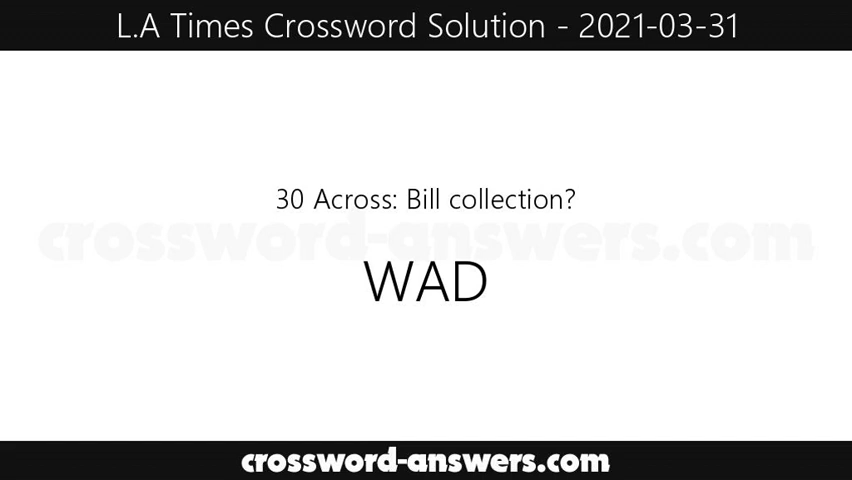 L.A Times Crossword Solution - 2021-03-31
30 Across: Bill collection?
crossword-answers.com
WAD
crossword-answers.com